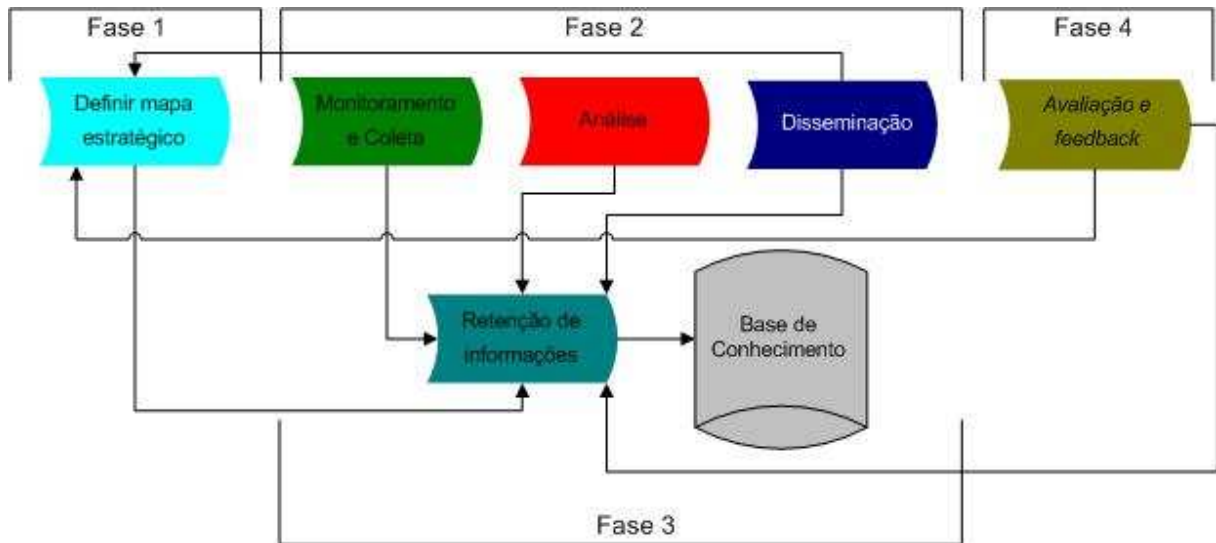 Fase 1
Fase 2
Fase 4
Definir mapa
estratégico
Monitoramento
e Coleta
Análise
Disseminação
Avaliação e
feedback
Retenção de
informações
Base de
Conhecimento
Fase 3